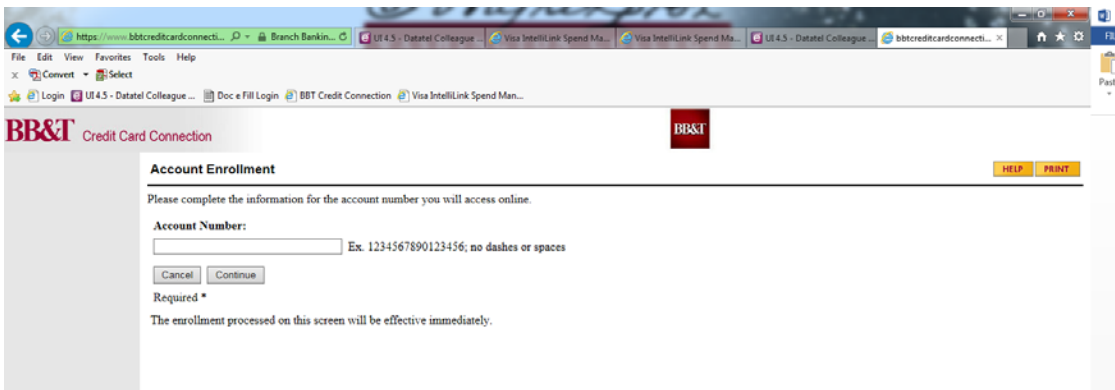 https://www.bbtcreditcardconnecti... Branch Bankin... UI 4.5 - Datatel Colleague ... Visa IntelliLink Spend Ma... Visa IntelliLink Spend Ma... UI 4.5 - Datatel Colleague ... bbtcreditcardconnecti...
File Edit View Favorites Tools Help
x Convert Select
Login UI 4.5 - Datatel Colleague ... Doc e Fill Login BBT Credit Connection Visa IntelliLink Spend Man...
FIL
Past
BB&T Credit Card Connection
BB&T
Account Enrollment
HELP PRINT
Please complete the information for the account number you will access online.
Account Number:
Ex. 1234567890123456; no dashes or spaces
Cancel Continue
Required *
The enrollment processed on this screen will be effective immediately.